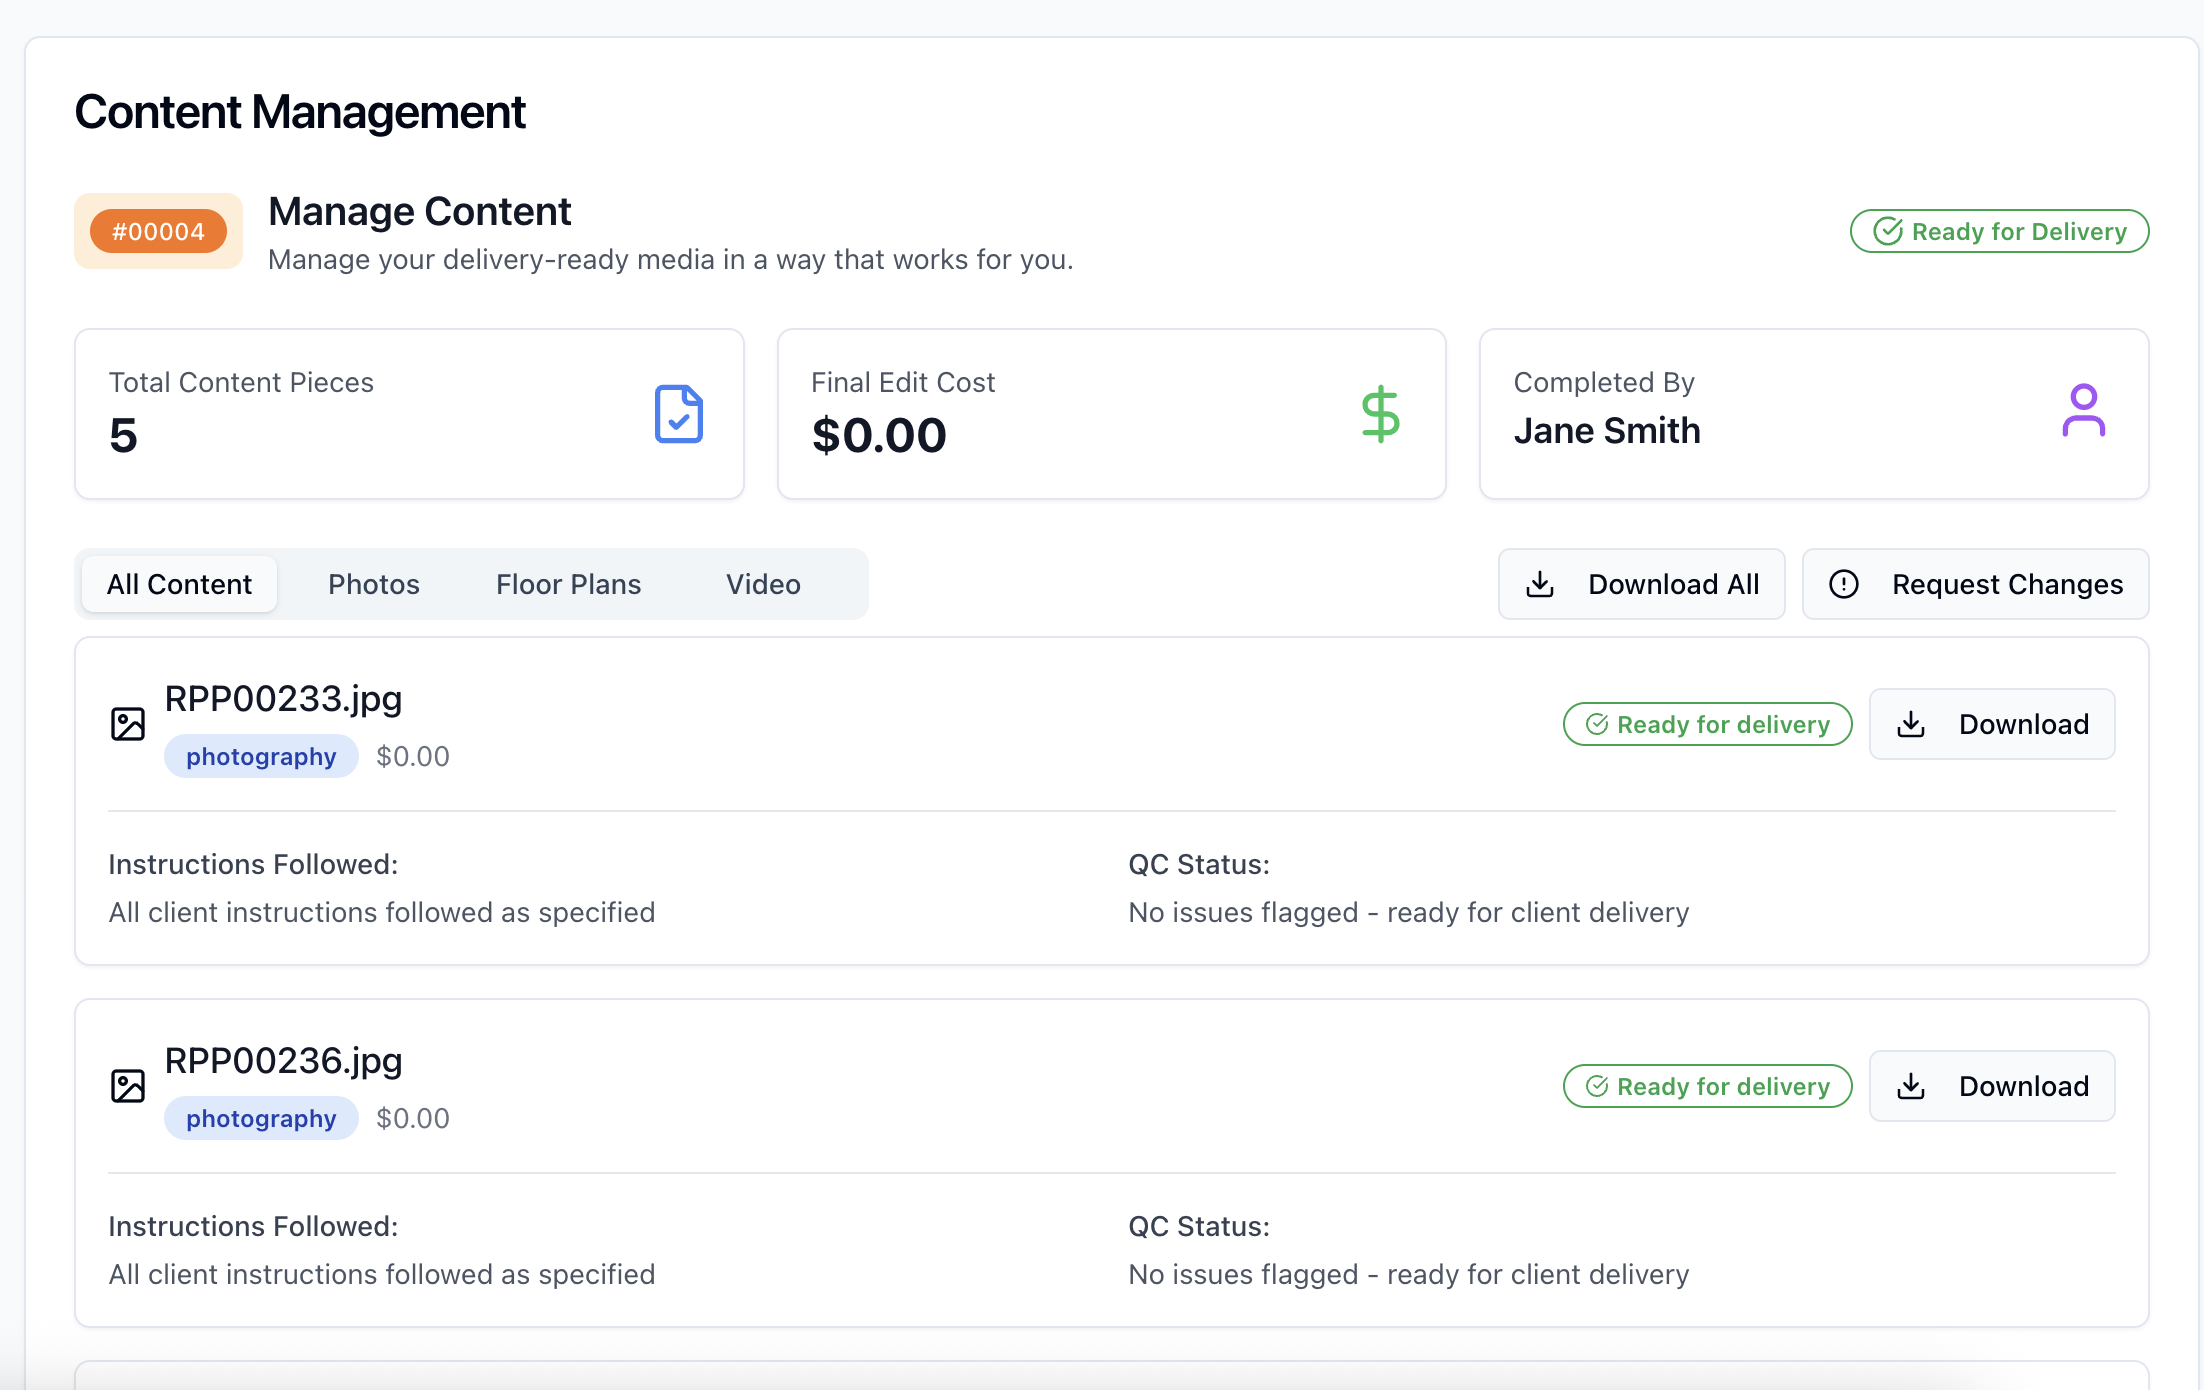 Content Management
#00004
Manage Content
Manage your delivery-ready media in a way that works for you.
Ready for Delivery
Total Content Pieces
5
Final Edit Cost
$0.00
Completed By
Jane Smith
All Content
Photos
Floor Plans
Video
Download All
Request Changes
RPP00233.jpg
photography $0.00
Ready for delivery
Download
Instructions Followed:
All client instructions followed as specified
QC Status:
No issues flagged - ready for client delivery
RPP00236.jpg
photography $0.00
Ready for delivery
Download
Instructions Followed:
All client instructions followed as specified
QC Status:
No issues flagged - ready for client delivery